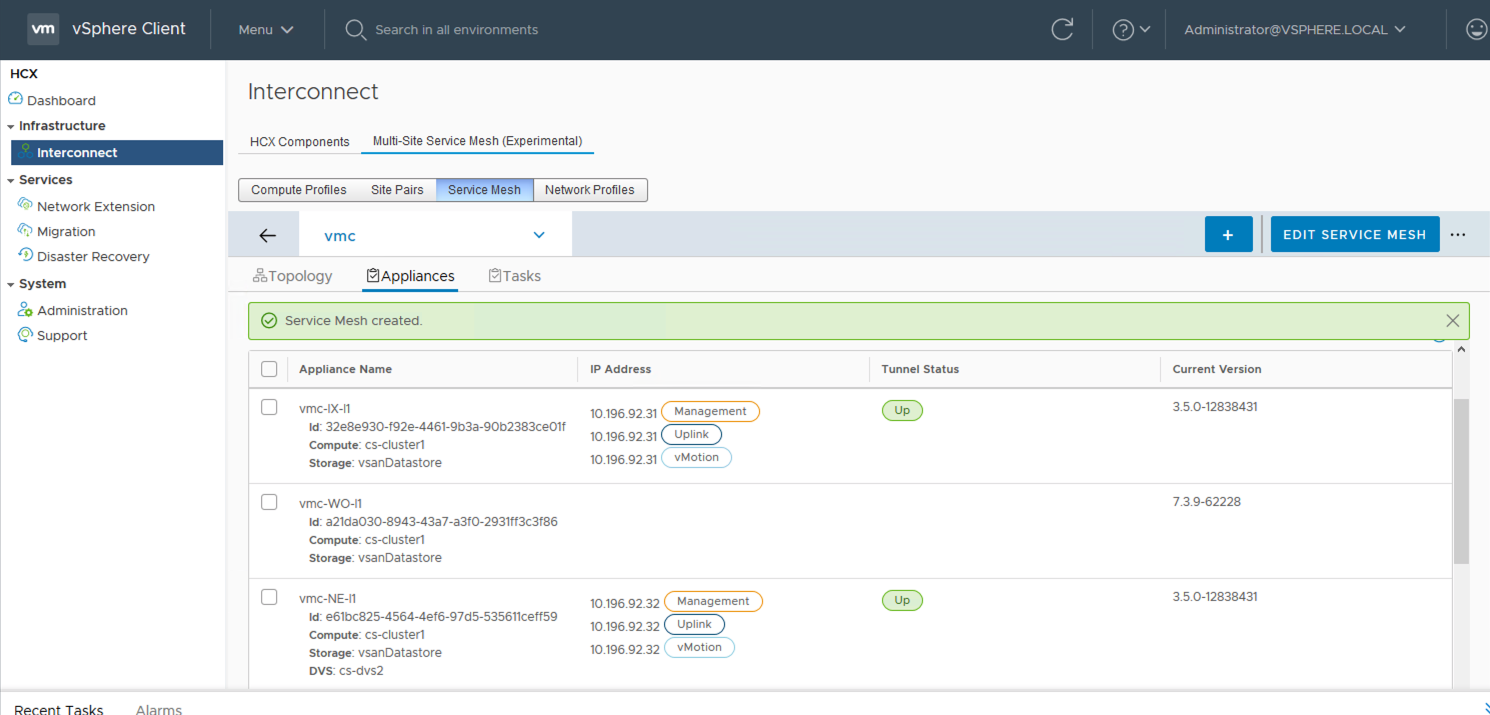 vm vSphere Client Menu Search in all environments Administrator@VSPHERE.LOCAL
HCX
Dashboard
Infrastructure
Interconnect
Services
Network Extension
Migration
Disaster Recovery
System
Administration
Support
Interconnect
HCX Components Multi-Site Service Mesh (Experimental)
Compute Profiles Site Pairs Service Mesh Network Profiles
vmc + EDIT SERVICE MESH ...
Topology Appliances Tasks
Service Mesh created.
Appliance Name IP Address Tunnel Status Current Version
vmc-IX-I1
Id: 32e8e930-f92e-4461-9b3a-90b2383ce01f
Compute: cs-cluster1
Storage: vsanDatastore
10.196.92.31 Management
10.196.92.31 Uplink
10.196.92.31 vMotion
Up
3.5.0-12838431
vmc-WO-I1
Id: a21da030-8943-43a7-a3f0-2931ff3c3f86
Compute: cs-cluster1
Storage: vsanDatastore
7.3.9-62228
vmc-NE-I1
Id: e61bc825-4564-4ef6-97d5-535611ceff59
Compute: cs-cluster1
Storage: vsanDatastore
DVS: cs-dvs2
10.196.92.32 Management
10.196.92.32 Uplink
10.196.92.32 vMotion
Up
3.5.0-12838431
Recent Tasks Alarms